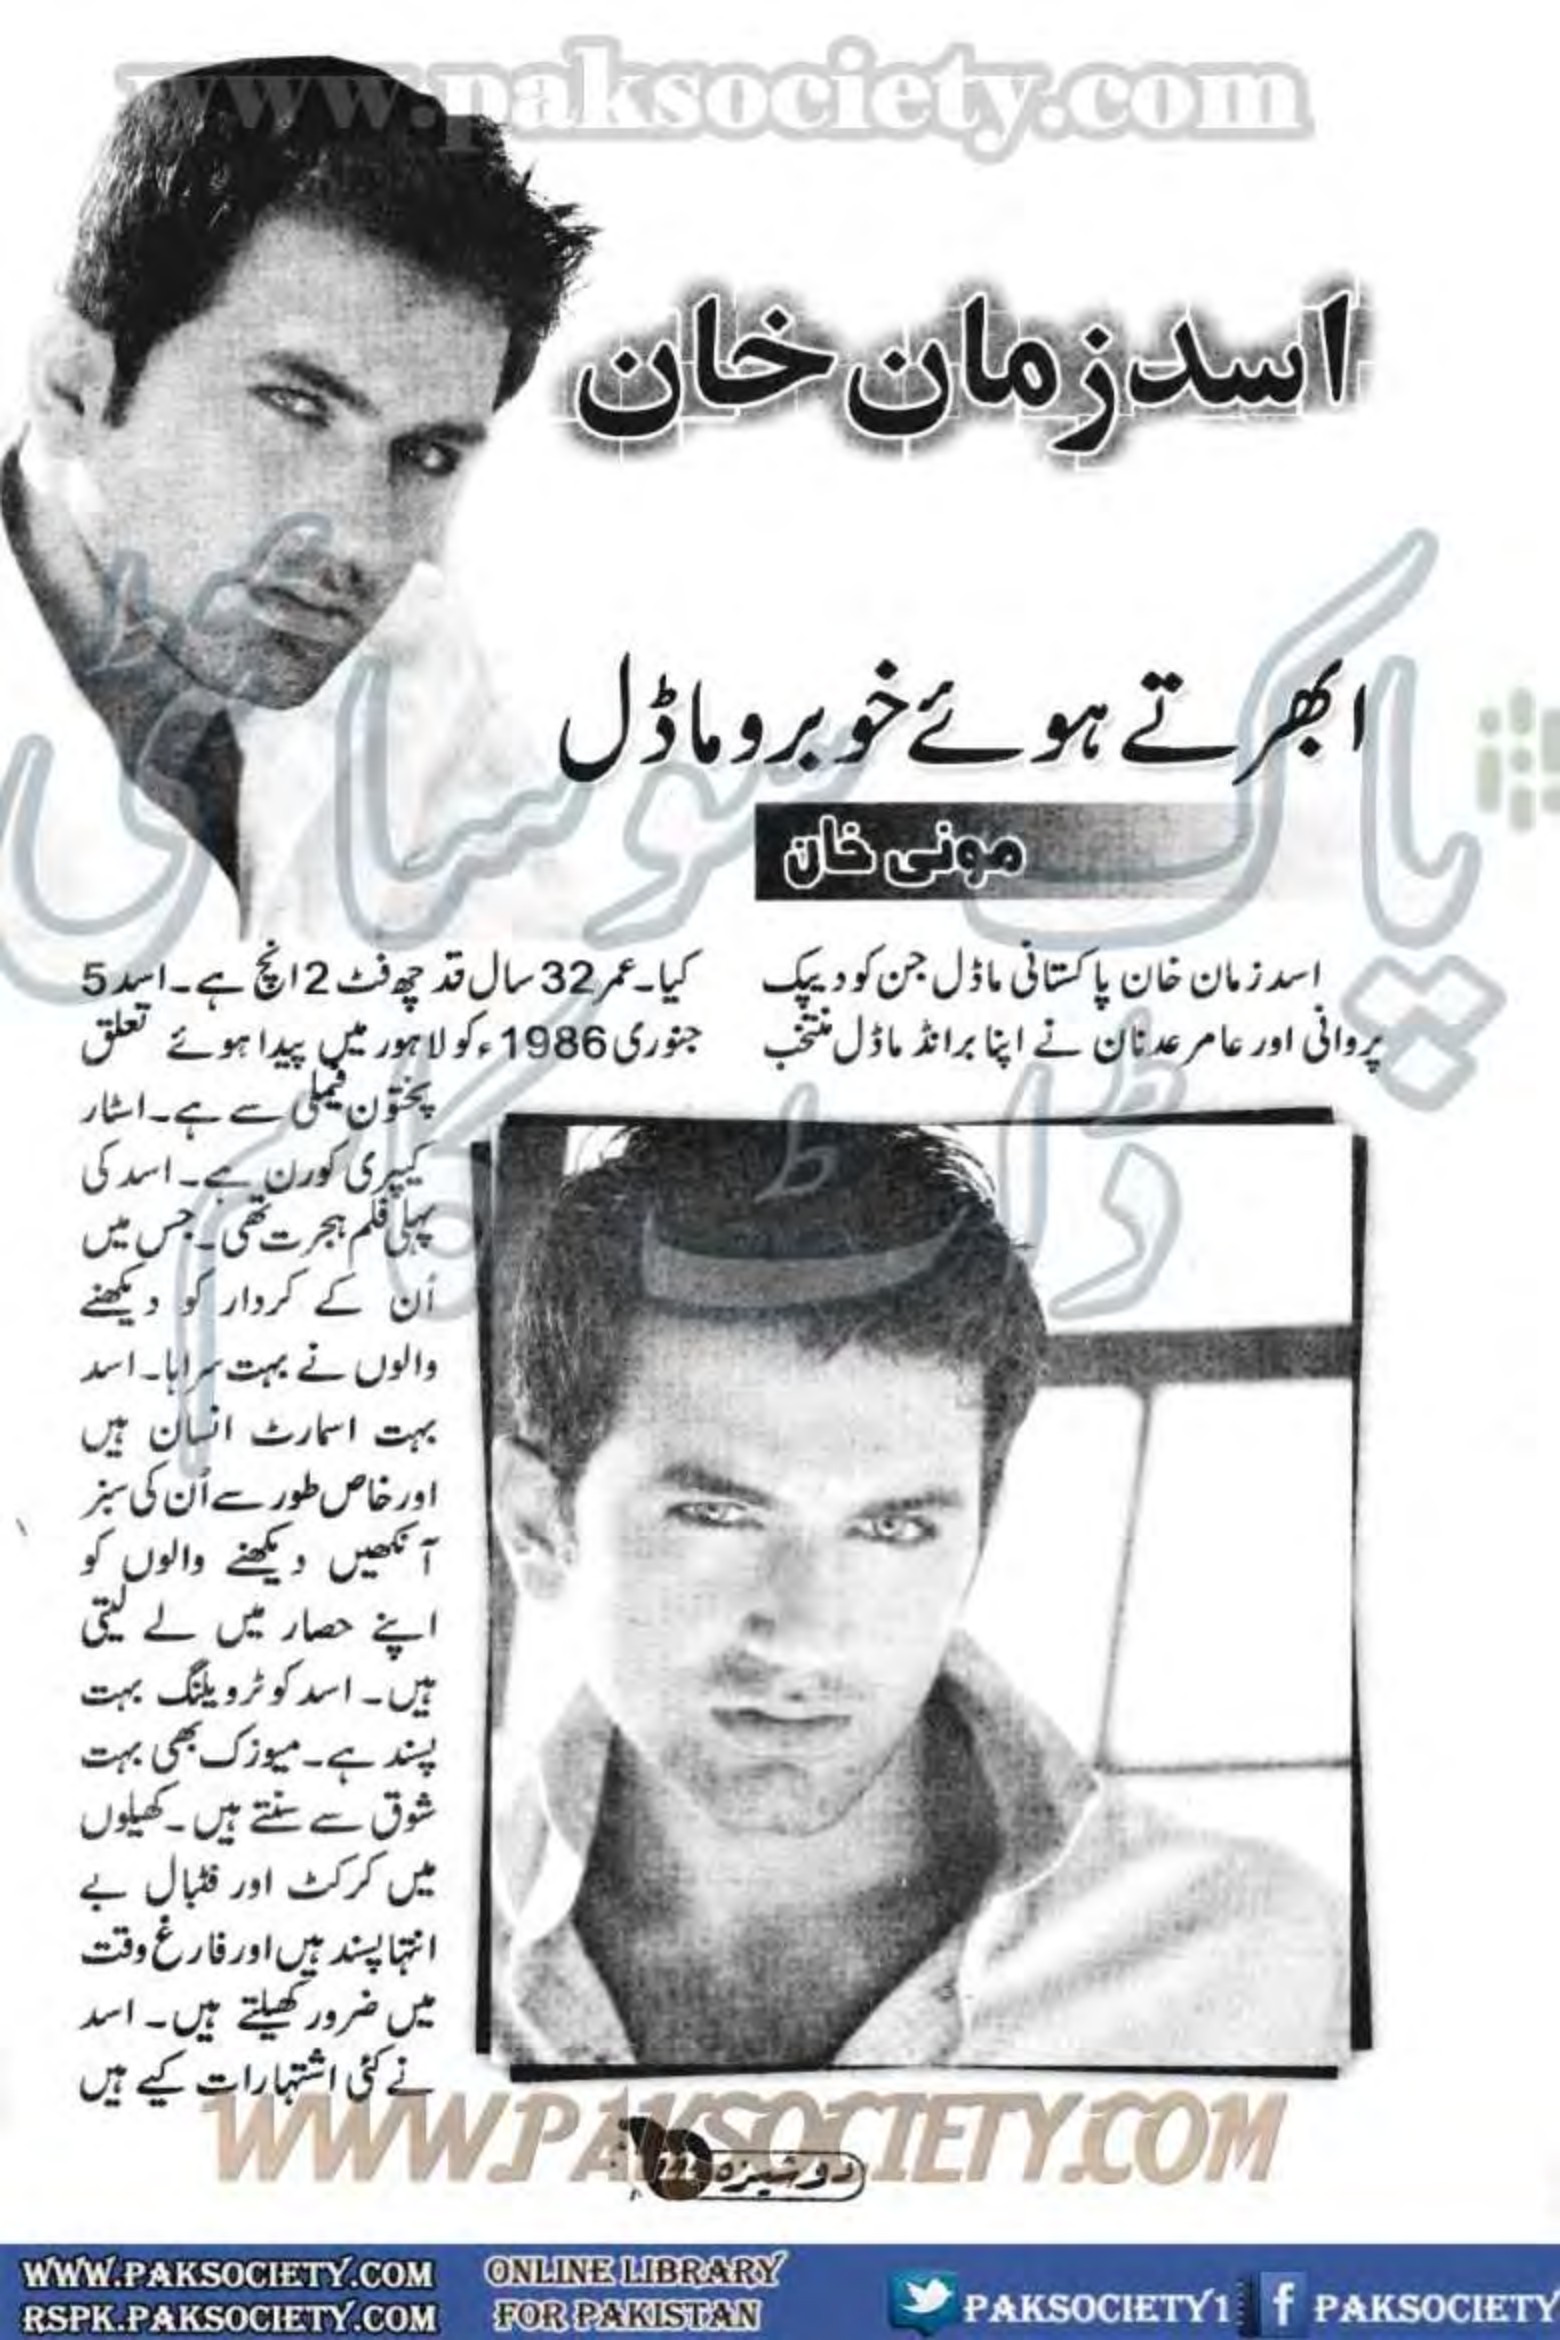 www.paksociety.com
اسد زمان خان
ابھرتے ہوئے خوبرو ماڈل
مونی خان
اسد زمان خان پاکستانی ماڈل جن کو دیپک
پروانی اور عامر عدنان نے اپنا برانڈ ماڈل منتخب
کیا۔ عمر 32 سال قد چھ فٹ 2 انچ ہے۔ اسد 5
جنوری 1986ء کو لاہور میں پیدا ہوئے تعلق
پختون فیملی سے ہے۔ اسٹار
کیپری کورن ہے۔ اسد کی
پہلی فلم ہجرت تھی۔ جس میں
اُن کے کردار کو دیکھنے
والوں نے بہت سراہا۔ اسد
بہت اسمارٹ انسان ہیں
اور خاص طور سے اُن کی سبز
آنکھیں دیکھنے والوں کو
اپنے حصار میں لے لیتی
ہیں۔ اسد کو ٹرویلنگ بہت
پسند ہے۔ میوزک بھی بہت
شوق سے سنتے ہیں۔ کھیلوں
میں کرکٹ اور فٹبال بے
انتہا پسند ہیں اور فارغ وقت
میں ضرور کھیلتے ہیں۔ اسد
نے کئی اشتہارات کیے ہیں
پاک سوسائٹی
ڈاٹ کام
WWW.PAKSOCIETY.COM
دوشیزہ
WWW.PAKSOCIETY.COM ONLINE LIBRARY PAKSOCIETY1 PAKSOCIETY
RSPK.PAKSOCIETY.COM FOR PAKISTAN